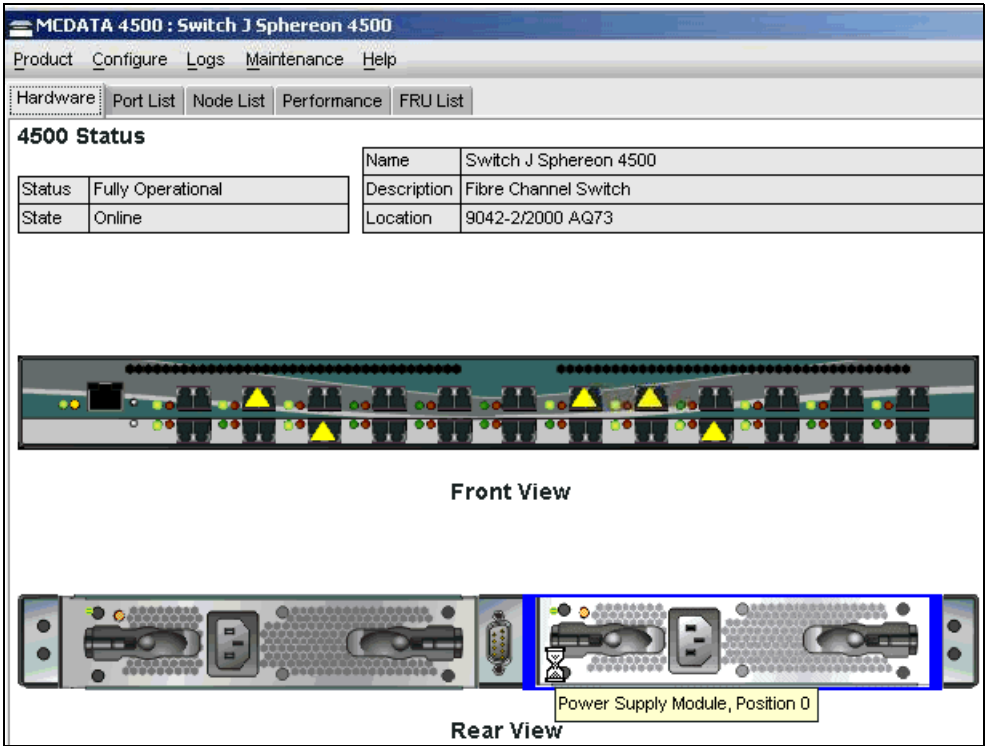 MCDATA 4500 : Switch J Sphereon 4500
Product Configure Logs Maintenance Help
Hardware Port List Node List Performance FRU List
4500 Status
Name Switch J Sphereon 4500
Status Fully Operational Description Fibre Channel Switch
State Online Location 9042-2/2000 AQ73
Front View
Power Supply Module, Position 0
Rear View